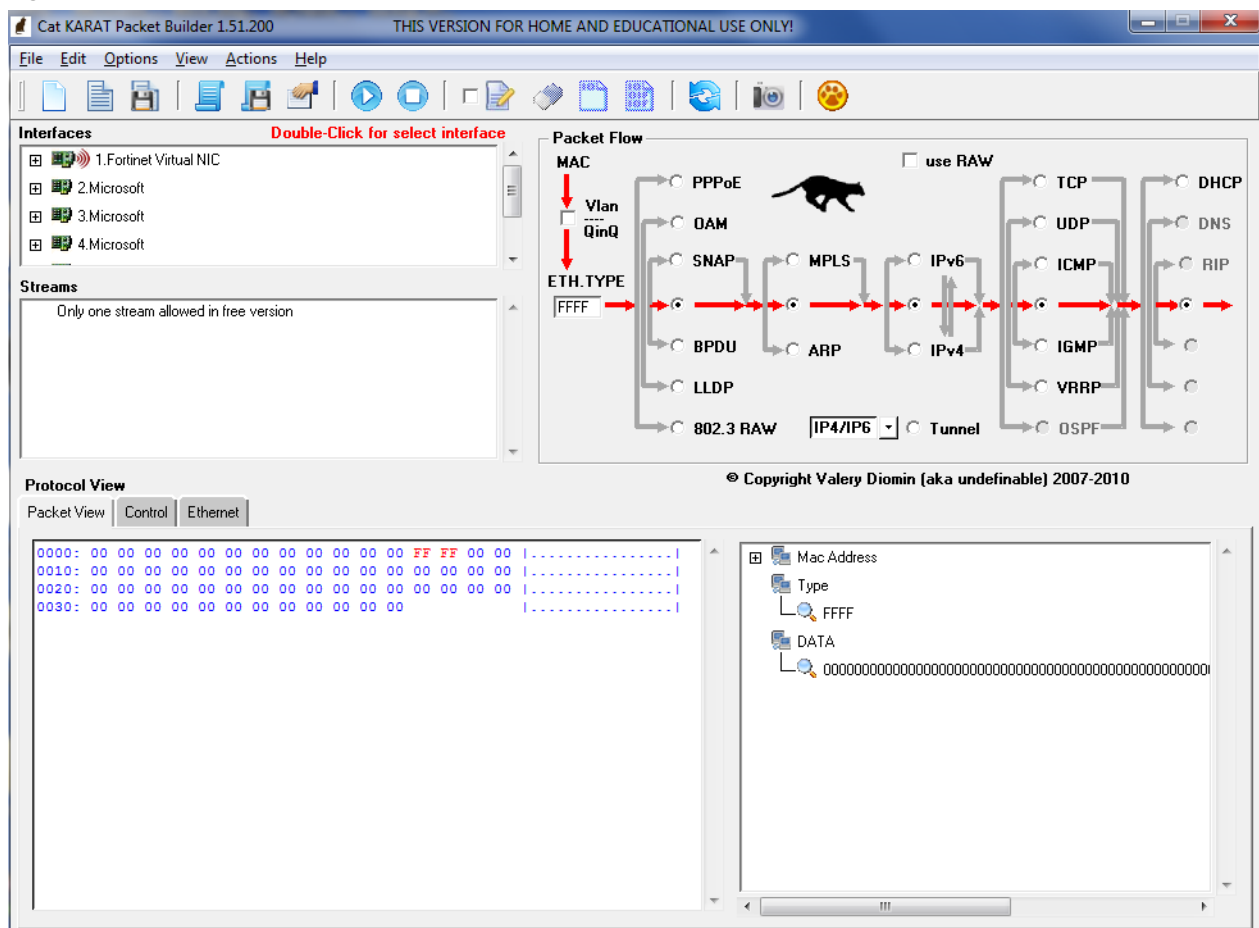 Cat KARAT Packet Builder 1.51.200 THIS VERSION FOR HOME AND EDUCATIONAL USE ONLY!
File Edit Options View Actions Help
Interfaces Double-Click for select interface
1.Fortinet Virtual NIC
2.Microsoft
3.Microsoft
4.Microsoft
Streams
Only one stream allowed in free version
Packet Flow
MAC
use RAW
Vlan
----
QinQ
ETH.TYPE
FFFF
PPPoE
OAM
SNAP
BPDU
LLDP
802.3 RAW
MPLS
ARP
IP4/IP6
Tunnel
IPv6
IPv4
TCP
UDP
ICMP
IGMP
VRRP
OSPF
DHCP
DNS
RIP
© Copyright Valery Diomin (aka undefinable) 2007-2010
Protocol View
Packet View Control Ethernet
0000: 00 00 00 00 00 00 00 00 00 00 00 00 FF FF 00 00 |................|
0010: 00 00 00 00 00 00 00 00 00 00 00 00 00 00 00 00 |................|
0020: 00 00 00 00 00 00 00 00 00 00 00 00 00 00 00 00 |................|
0030: 00 00 00 00 00 00 00 00 00 00 00 00 |................|
Mac Address
Type
FFFF
DATA
00000000000000000000000000000000000000000000000000